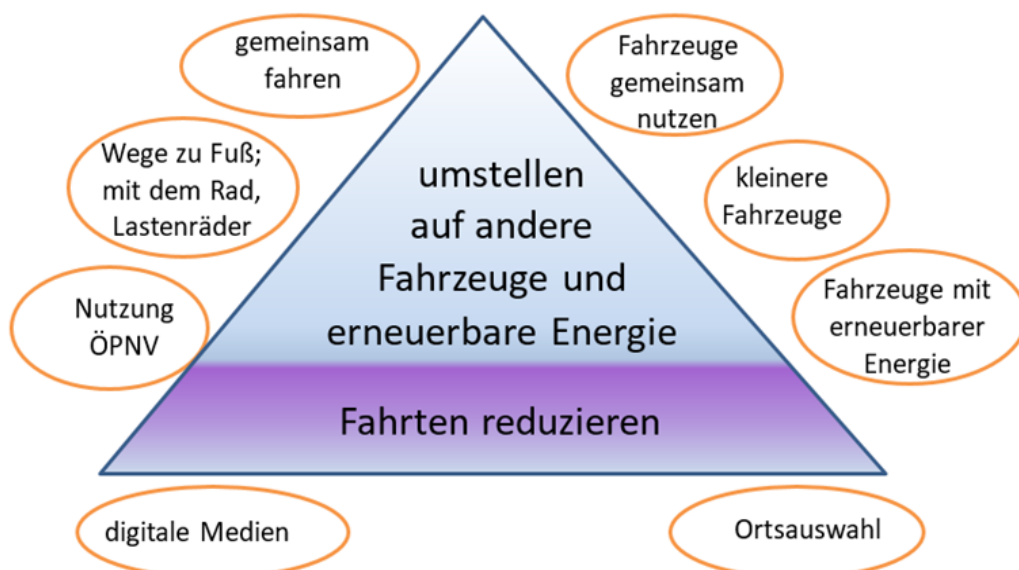 gemeinsam
fahren
Fahrzeuge
gemeinsam
nutzen
Wege zu Fuß;
mit dem Rad,
Lastenräder
umstellen
auf andere
Fahrzeuge und
erneuerbare Energie
kleinere
Fahrzeuge
Nutzung
ÖPNV
Fahrzeuge mit
erneuerbarer
Energie
Fahrten reduzieren
digitale Medien
Ortsauswahl